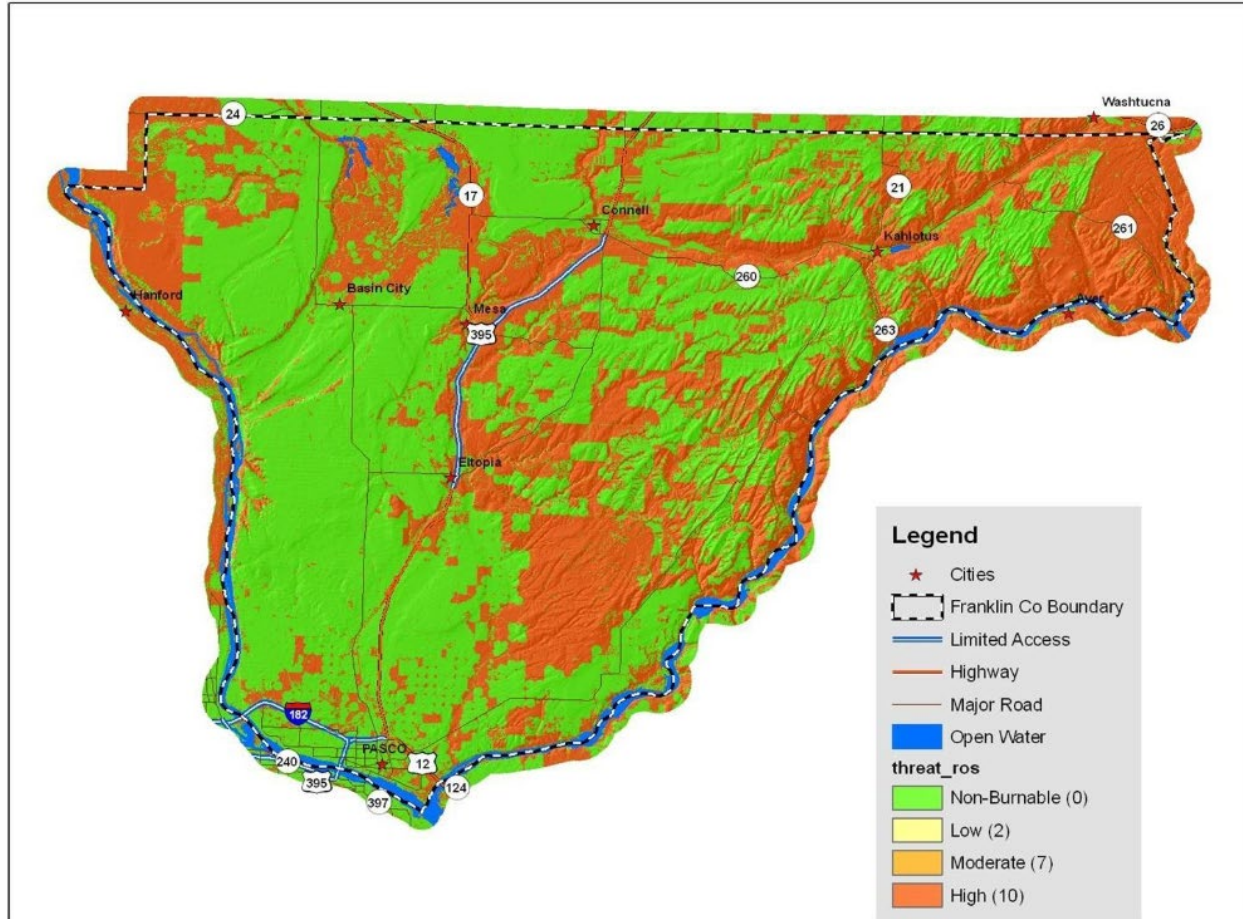 Washtucna
24
26
17
21
Connell
Kahlotus
261
260
Hanford
Basin City
Mesa
395
Ayer
263
Eltopia
182
PASCO
12
240
395
397
124
Legend
Cities
Franklin Co Boundary
Limited Access
Highway
Major Road
Open Water
threat_ros
Non-Burnable (0)
Low (2)
Moderate (7)
High (10)